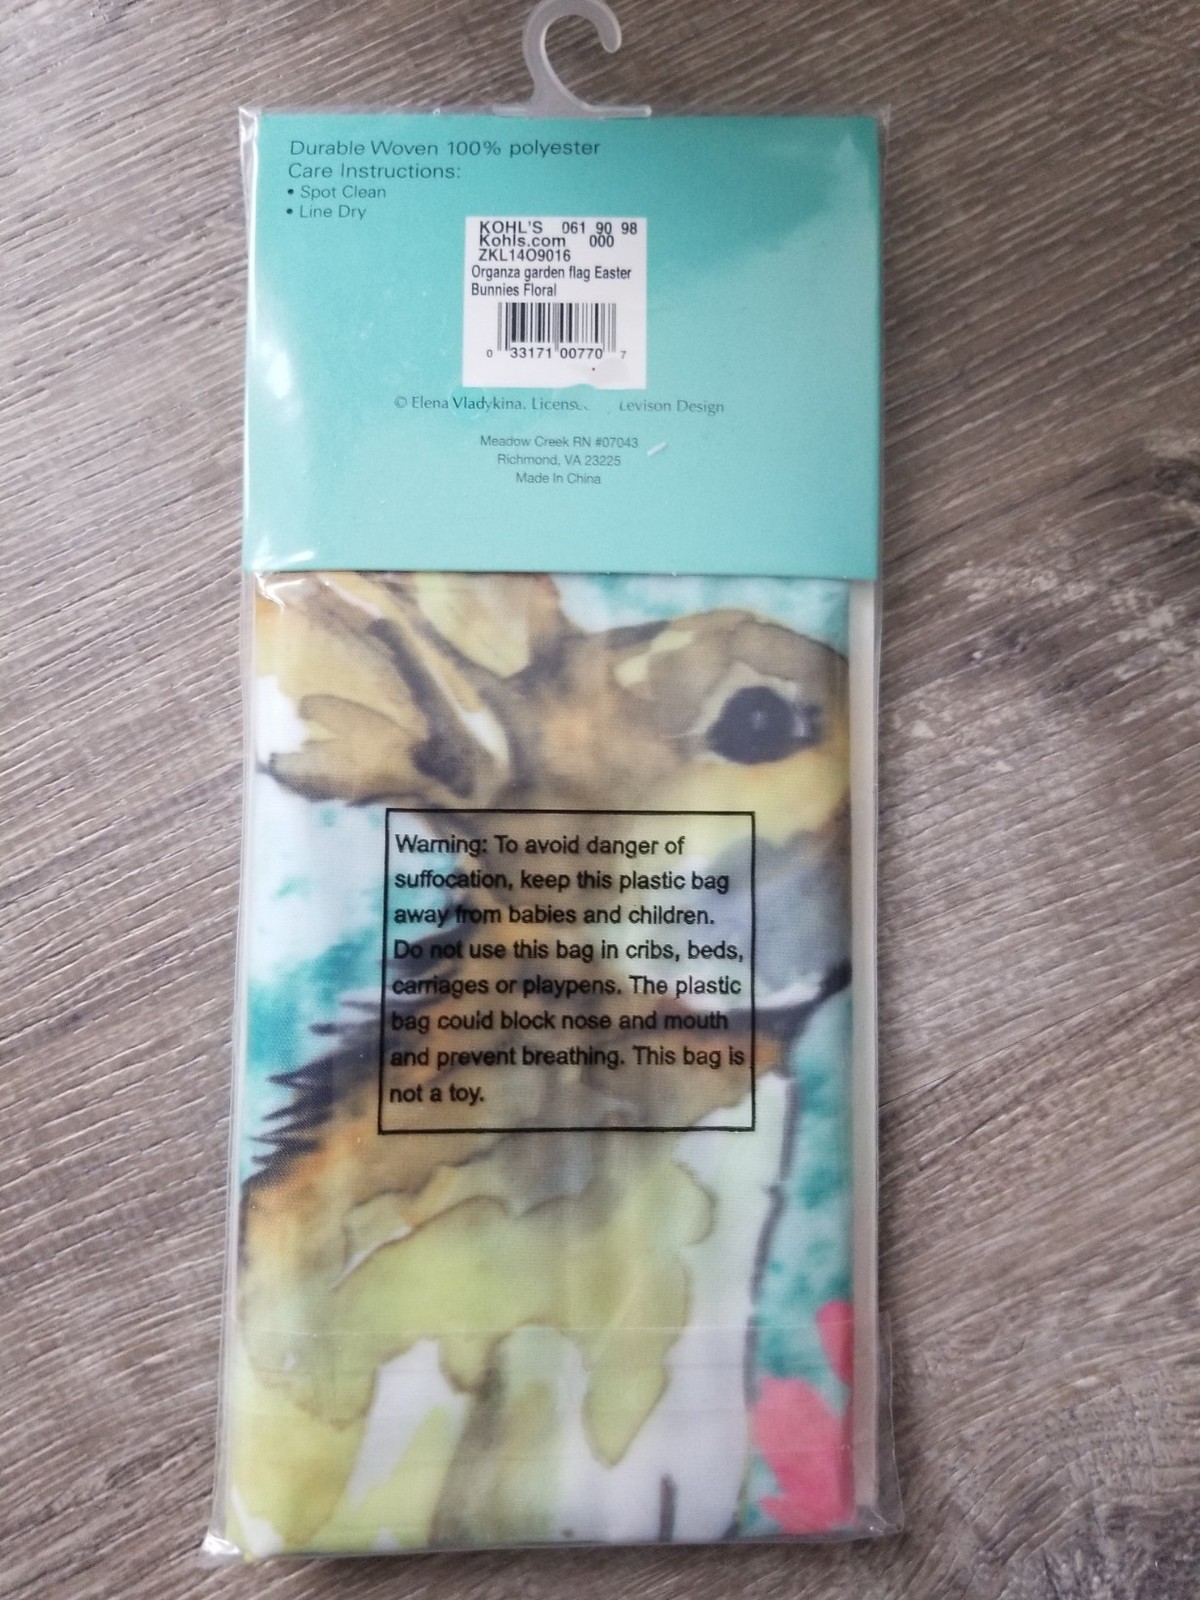 Durable Woven 100% polyester
Care Instructions:
• Spot Clean
• Line Dry
KOHL'S 061 90 98
Kohls.com 000
ZKL14O9016
Organza garden flag Easter
Bunnies Floral
0 33171 00770 7
© Elena Vladykina. Levison Design
Meadow Creek RN #07043
Richmond, VA 23225
Made In China
Warning: To avoid danger of
suffocation, keep this plastic bag
away from babies and children.
Do not use this bag in cribs, beds,
carriages or playpens. The plastic
bag could block nose and mouth
and prevent breathing. This bag is
not a toy.